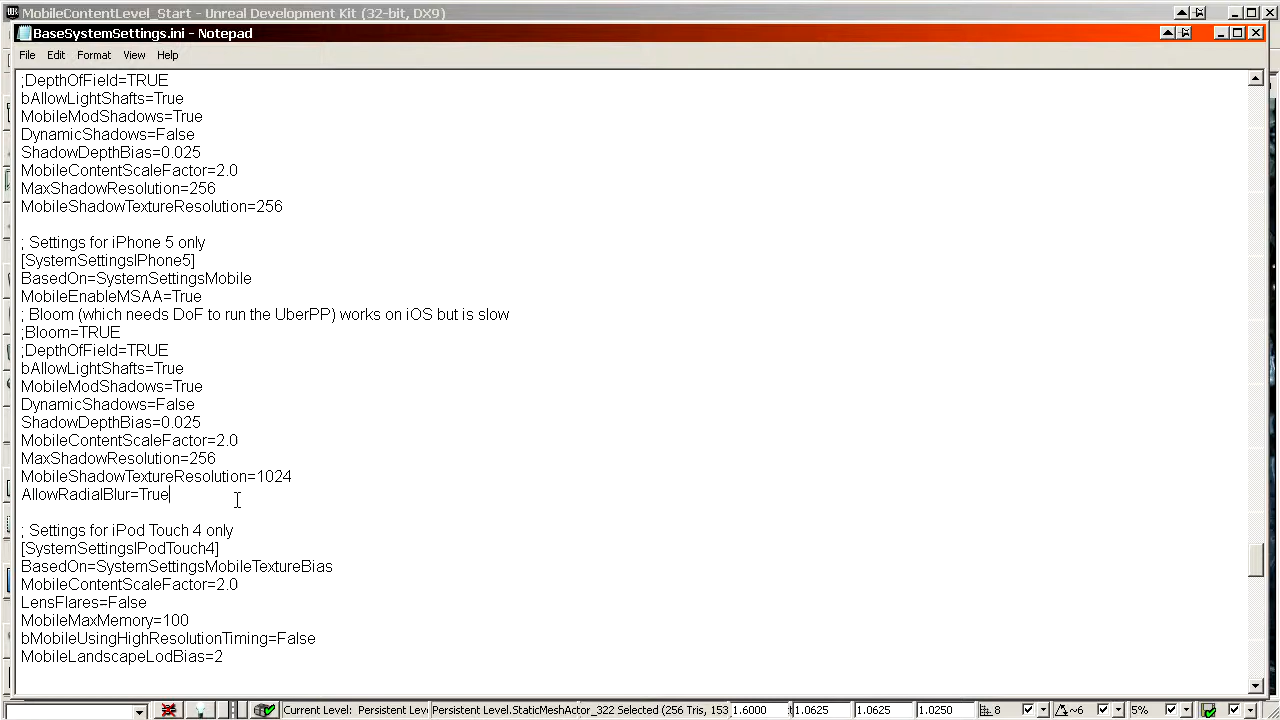 MobileContentLevel_Start - Unreal Development Kit (32-bit, DX9)
BaseSystemSettings.ini - Notepad
File Edit Format View Help
;DepthOfField=TRUE
bAllowLightShafts=True
MobileModShadows=True
DynamicShadows=False
ShadowDepthBias=0.025
MobileContentScaleFactor=2.0
MaxShadowResolution=256
MobileShadowTextureResolution=256
; Settings for iPhone 5 only
[SystemSettingsIPhone5]
BasedOn=SystemSettingsMobile
MobileEnableMSAA=True
; Bloom (which needs DoF to run the UberPP) works on iOS but is slow
;Bloom=TRUE
;DepthOfField=TRUE
bAllowLightShafts=True
MobileModShadows=True
DynamicShadows=False
ShadowDepthBias=0.025
MobileContentScaleFactor=2.0
MaxShadowResolution=256
MobileShadowTextureResolution=1024
AllowRadialBlur=True
; Settings for iPod Touch 4 only
[SystemSettingsIPodTouch4]
BasedOn=SystemSettingsMobileTextureBias
MobileContentScaleFactor=2.0
LensFlares=False
MobileMaxMemory=100
bMobileUsingHighResolutionTiming=False
MobileLandscapeLodBias=2
Current Level: Persistent Leve Persistent Level.StaticMeshActor_322 Selected (256 Tris, 153 1.6000 1.0625 1.0625 1.0250 8 ~6 5%